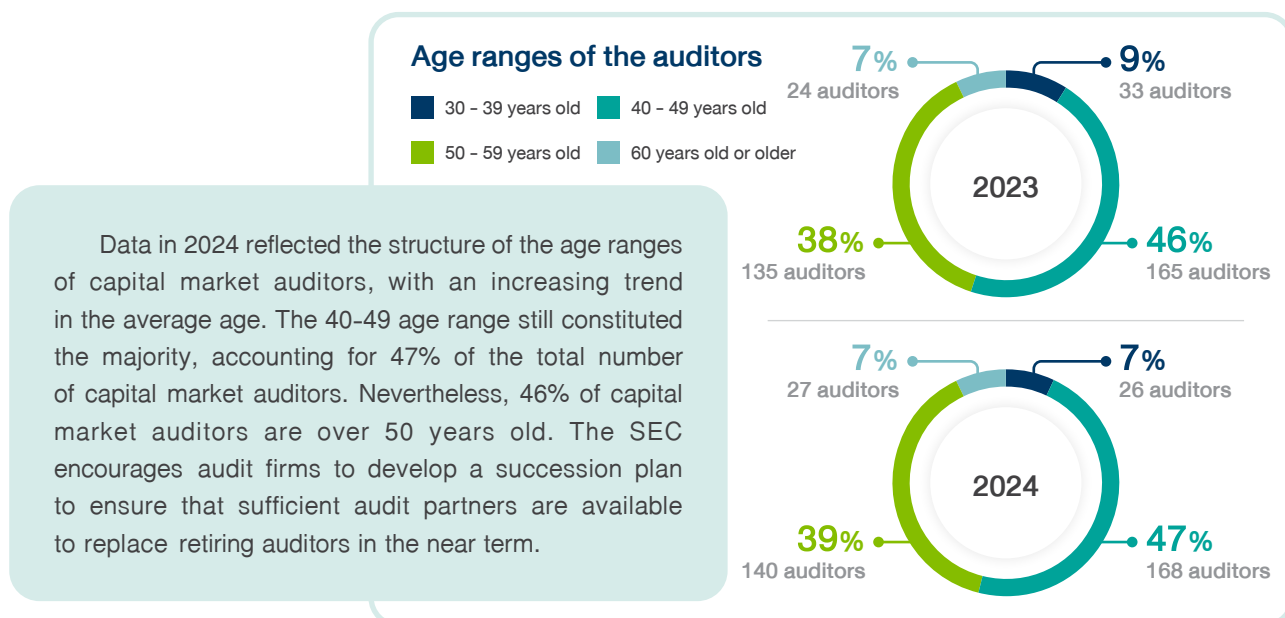 Age ranges of the auditors
30 - 39 years old
40 - 49 years old
50 - 59 years old
60 years old or older
7%
24 auditors
9%
33 auditors
2023
38%
135 auditors
46%
165 auditors
Data in 2024 reflected the structure of the age ranges
of capital market auditors, with an increasing trend
in the average age. The 40-49 age range still constituted
the majority, accounting for 47% of the total number
of capital market auditors. Nevertheless, 46% of capital
market auditors are over 50 years old. The SEC
encourages audit firms to develop a succession plan
to ensure that sufficient audit partners are available
to replace retiring auditors in the near term.
7%
27 auditors
7%
26 auditors
2024
39%
140 auditors
47%
168 auditors